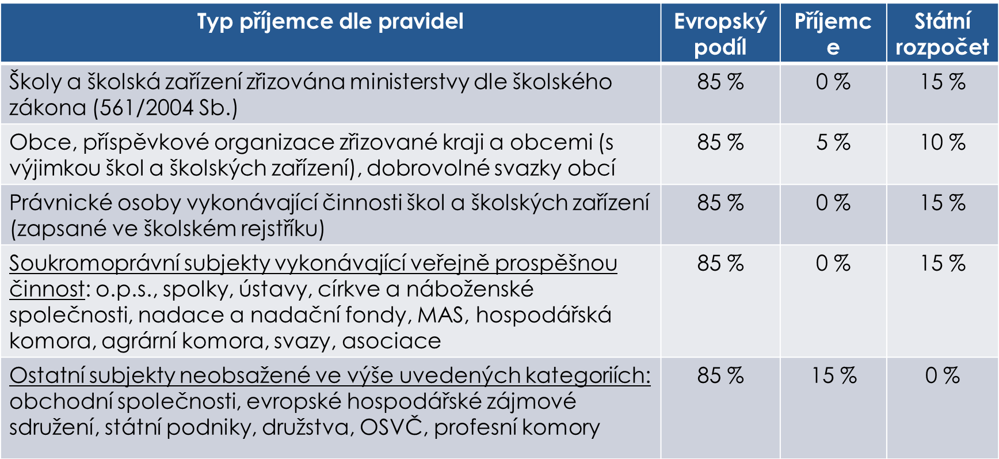 Typ příjemce dle pravidel
Evropský
podíl
Příjemc
e
Státní
rozpočet
Školy a školská zařízení zřizována ministerstvy dle školského
zákona (561/2004 Sb.)
85 %
0 %
15 %
Obce, příspěvkové organizace zřizované kraji a obcemi (s
výjimkou škol a školských zařízení), dobrovolné svazky obcí
85 %
5 %
10 %
Právnické osoby vykonávající činnosti škol a školských zařízení
(zapsané ve školském rejstříku)
85 %
0 %
15 %
Soukromoprávní subjekty vykonávající veřejně prospěšnou
činnost: o.p.s., spolky, ústavy, církve a náboženské
společnosti, nadace a nadační fondy, MAS, hospodářská
komora, agrární komora, svazy, asociace
85 %
0 %
15 %
Ostatní subjekty neobsažené ve výše uvedených kategoriích:
obchodní společnosti, evropské hospodářské zájmové
sdružení, státní podniky, družstva, OSVČ, profesní komory
85 %
15 %
0 %